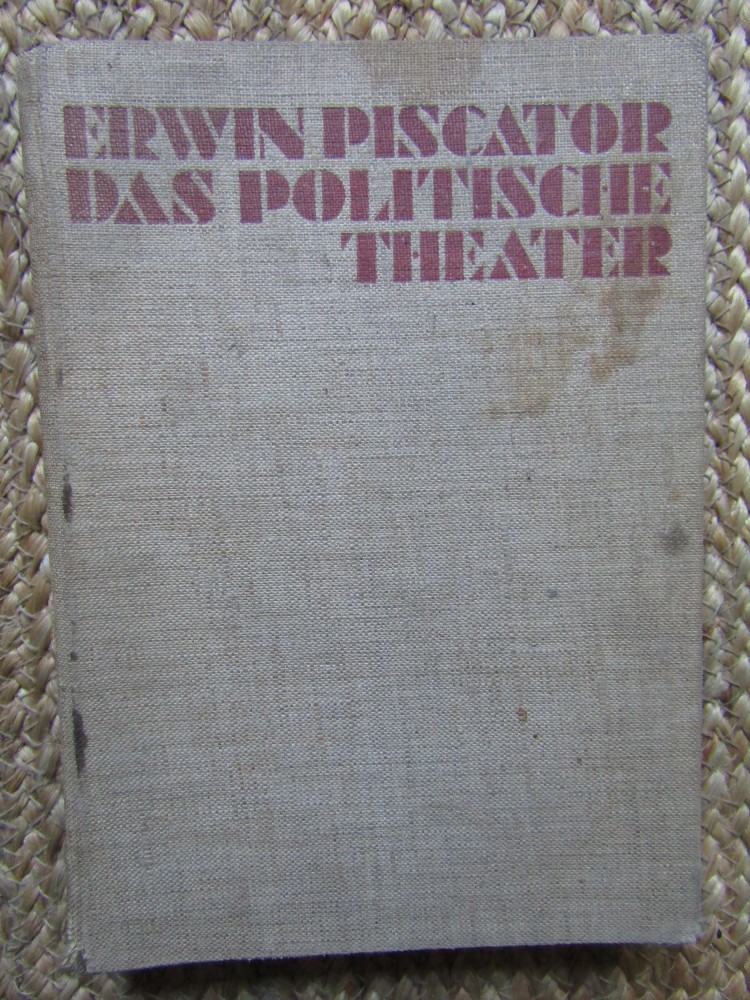 ERWIN PISCATOR
DAS POLITISCHE
THEATER